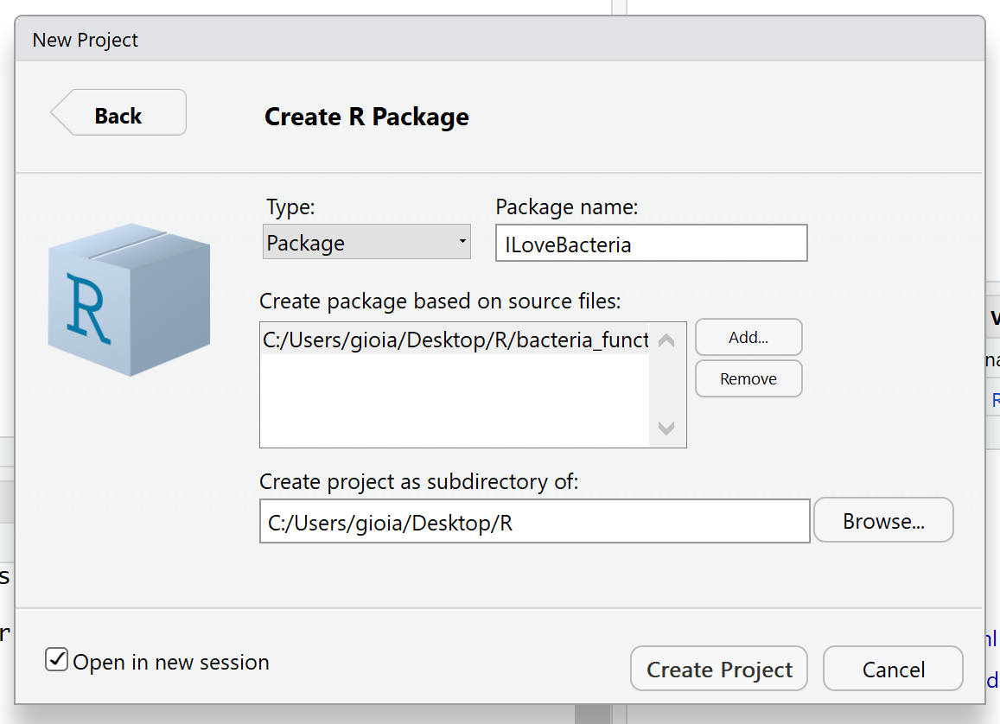 New Project
Back
Create R Package
Type:
Package name:
Package
ILoveBacteria
R
Create package based on source files:
C:/Users/gioia/Desktop/R/bacteria_funct
Add...
Remove
Create project as subdirectory of:
C:/Users/gioia/Desktop/R
Browse...
Open in new session
Create Project
Cancel